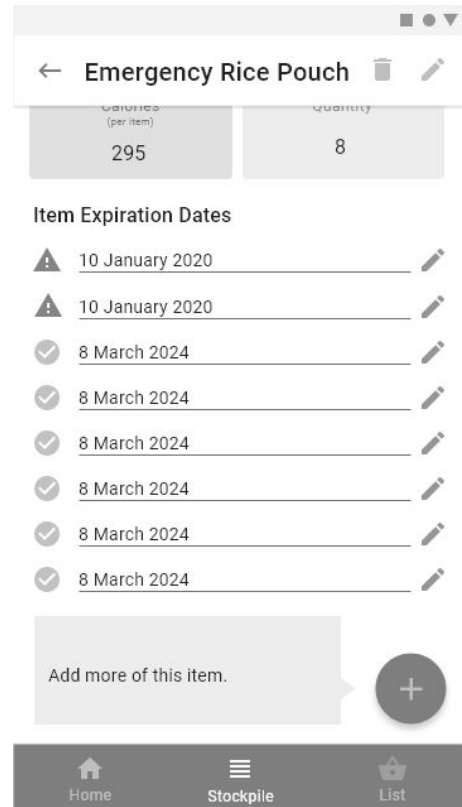 Emergency Rice Pouch
Calories Quantity
(per item)
295 8
Item Expiration Dates
10 January 2020
10 January 2020
8 March 2024
8 March 2024
8 March 2024
8 March 2024
8 March 2024
8 March 2024
Add more of this item.
Home Stockpile List